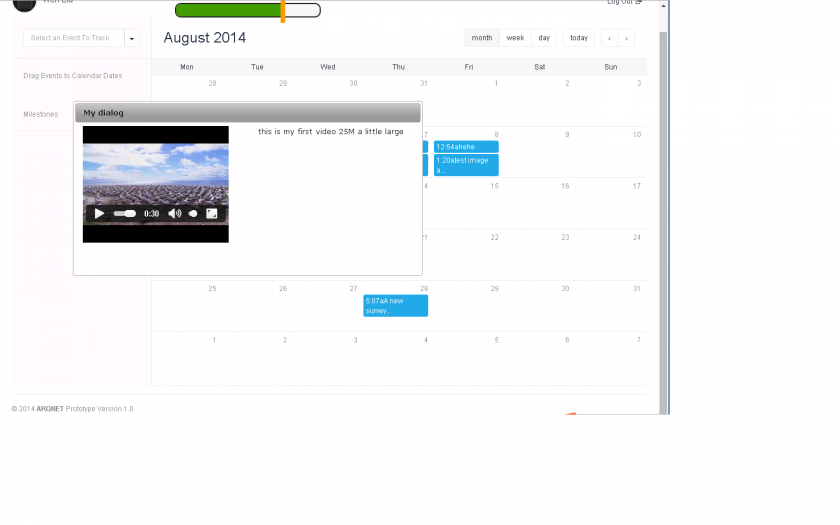 Log Out
Select an Event To Track
August 2014
month week day today
Mon Tue Wed Thu Fri Sat Sun
Drag Events to Calendar Dates
28 29 30 31 1 2 3
Milestones
My dialog
this is my first video 25M a little large
7 8 9 10
12:54ahehe
1:20atest image
a...
4 15 16 17
0:30
21 22 23 24
25 26 27 28 29 30 31
5:07aA new
survey...
1 2 3 4 5 6 7
© 2014 ARQNET Prototype Version 1.0